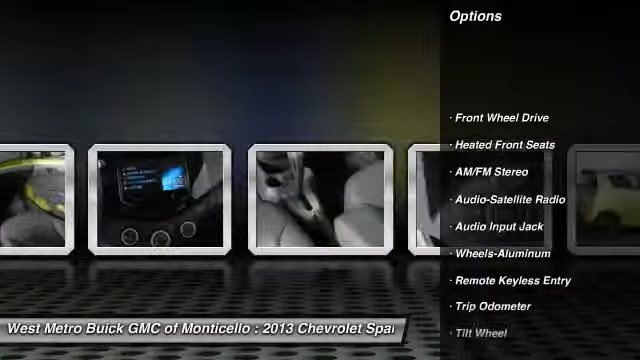 Options
· Front Wheel Drive
· Heated Front Seats
· AM/FM Stereo
· Audio-Satellite Radio
· Audio Input Jack
· Wheels-Aluminum
· Remote Keyless Entry
· Trip Odometer
· Tilt Wheel
West Metro Buick GMC of Monticello : 2013 Chevrolet Spar